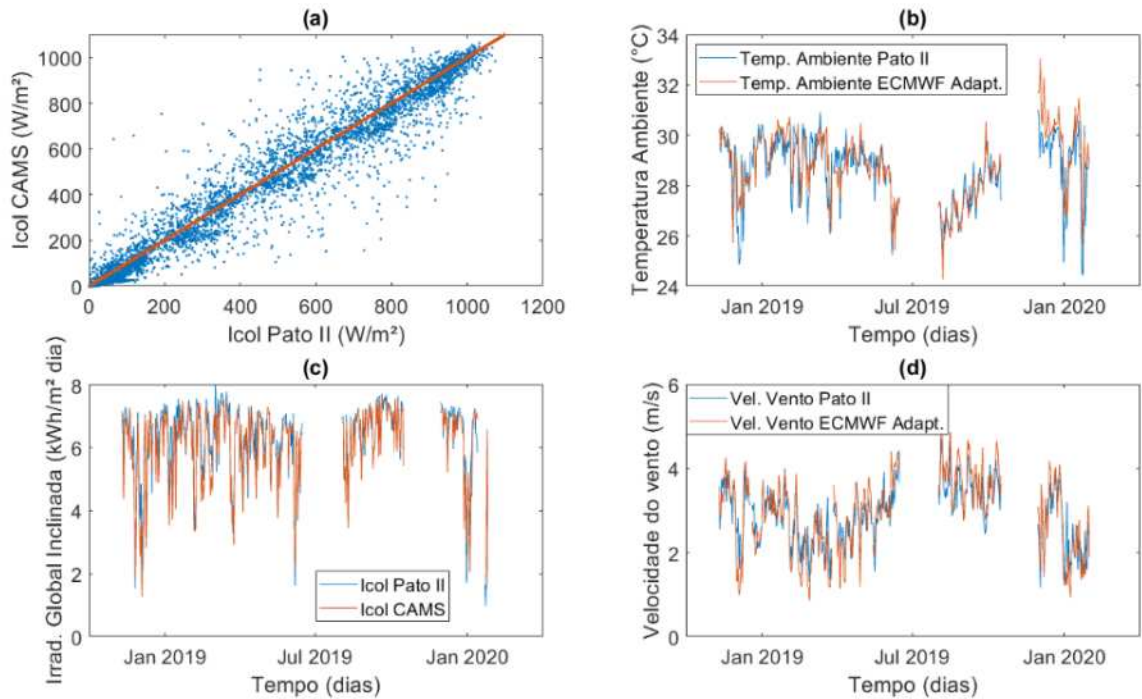 (a)
Icol CAMS (W/m²)
1000
800
600
400
200
0
0 200 400 600 800 1000 1200
Icol Pato II (W/m²)
(b)
Temperatura Ambiente (°C)
34
32
30
28
26
24
Temp. Ambiente Pato II
Temp. Ambiente ECMWF Adapt.
Jan 2019 Jul 2019 Jan 2020
Tempo (dias)
(c)
Irrad. Global Inclinada (kWh/m² dia)
8
6
4
2
0
Icol Pato II
Icol CAMS
Jan 2019 Jul 2019 Jan 2020
Tempo (dias)
(d)
Velocidade do vento (m/s)
6
4
2
0
Vel. Vento Pato II
Vel. Vento ECMWF Adapt.
Jan 2019 Jul 2019 Jan 2020
Tempo (dias)